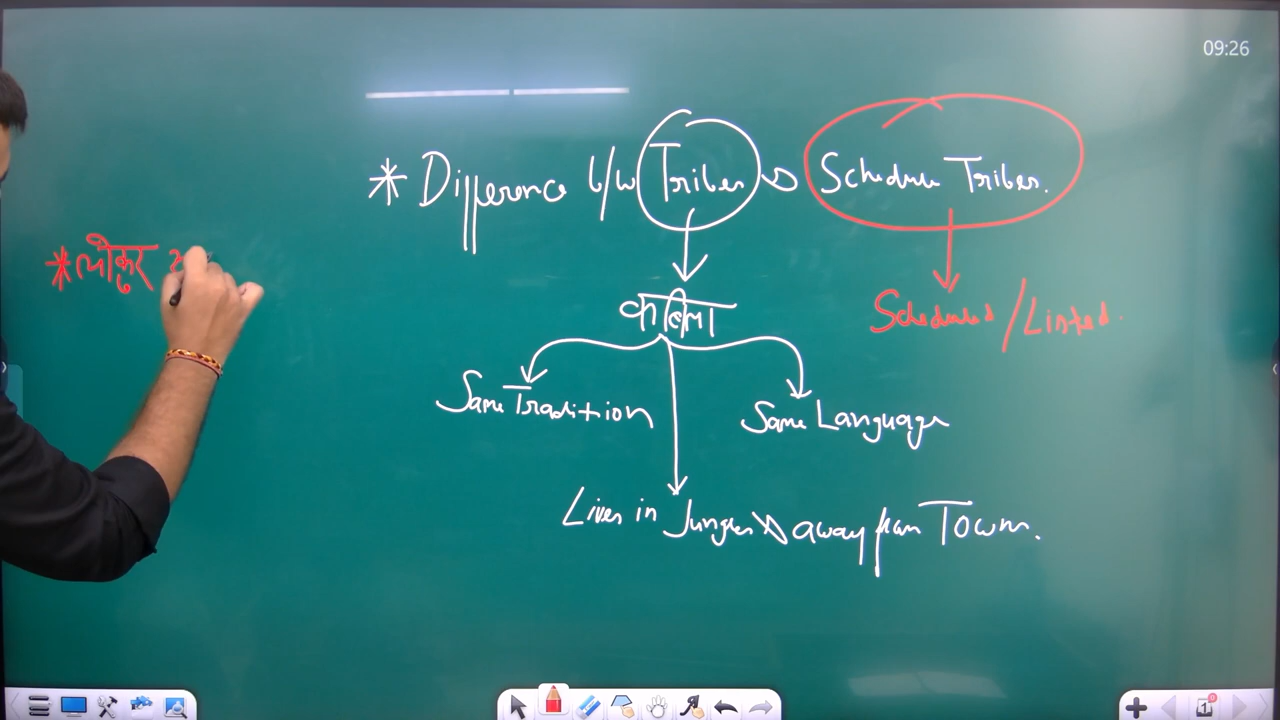 09:26
* Difference b/w Tribes & Schedule Tribes.
* लोकुर स
कबिला
Scheduled / Listed.
Same Tradition
Same Language
Lives in Jungles & away from Town.